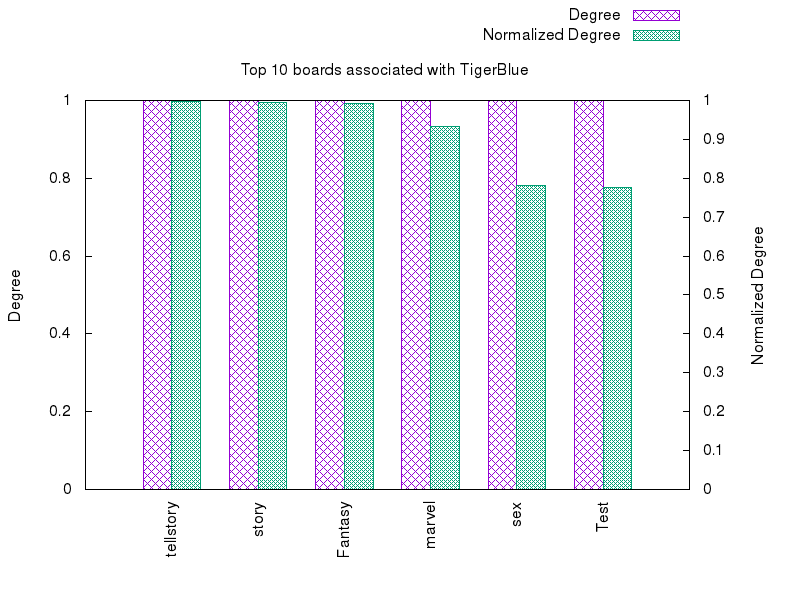 Degree
Normalized Degree
Top 10 boards associated with TigerBlue
1
0.8
0.6
0.4
0.2
0
1
0.9
0.8
0.7
0.6
0.5
0.4
0.3
0.2
0.1
0
Degree
Normalized Degree
tellstory
story
Fantasy
marvel
sex
Test